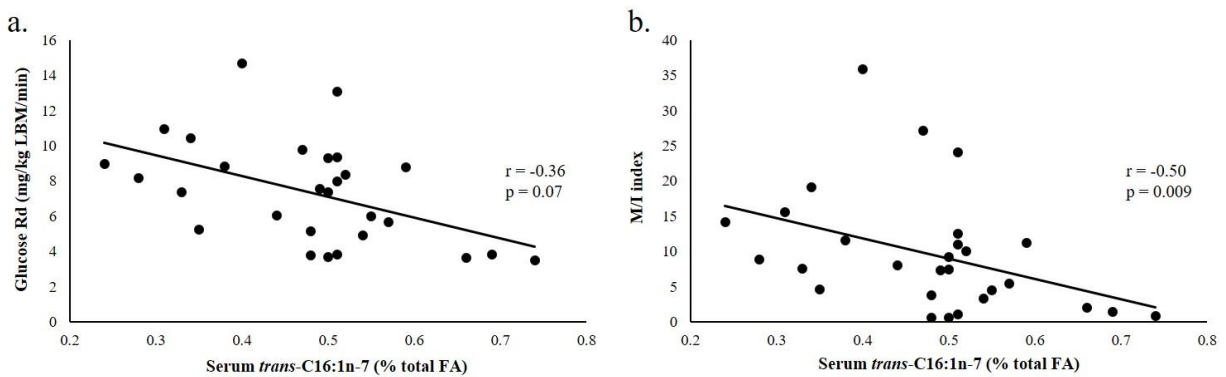 a.
16
14
12
10
8
6
4
2
0
Glucose Rd (mg/kg LBM/min)
r = -0.36
p = 0.07
0.2 0.3 0.4 0.5 0.6 0.7 0.8
Serum trans-C16:1n-7 (% total FA)
b.
40
35
30
25
20
15
10
5
0
M/I index
r = -0.50
p = 0.009
0.2 0.3 0.4 0.5 0.6 0.7 0.8
Serum trans-C16:1n-7 (% total FA)